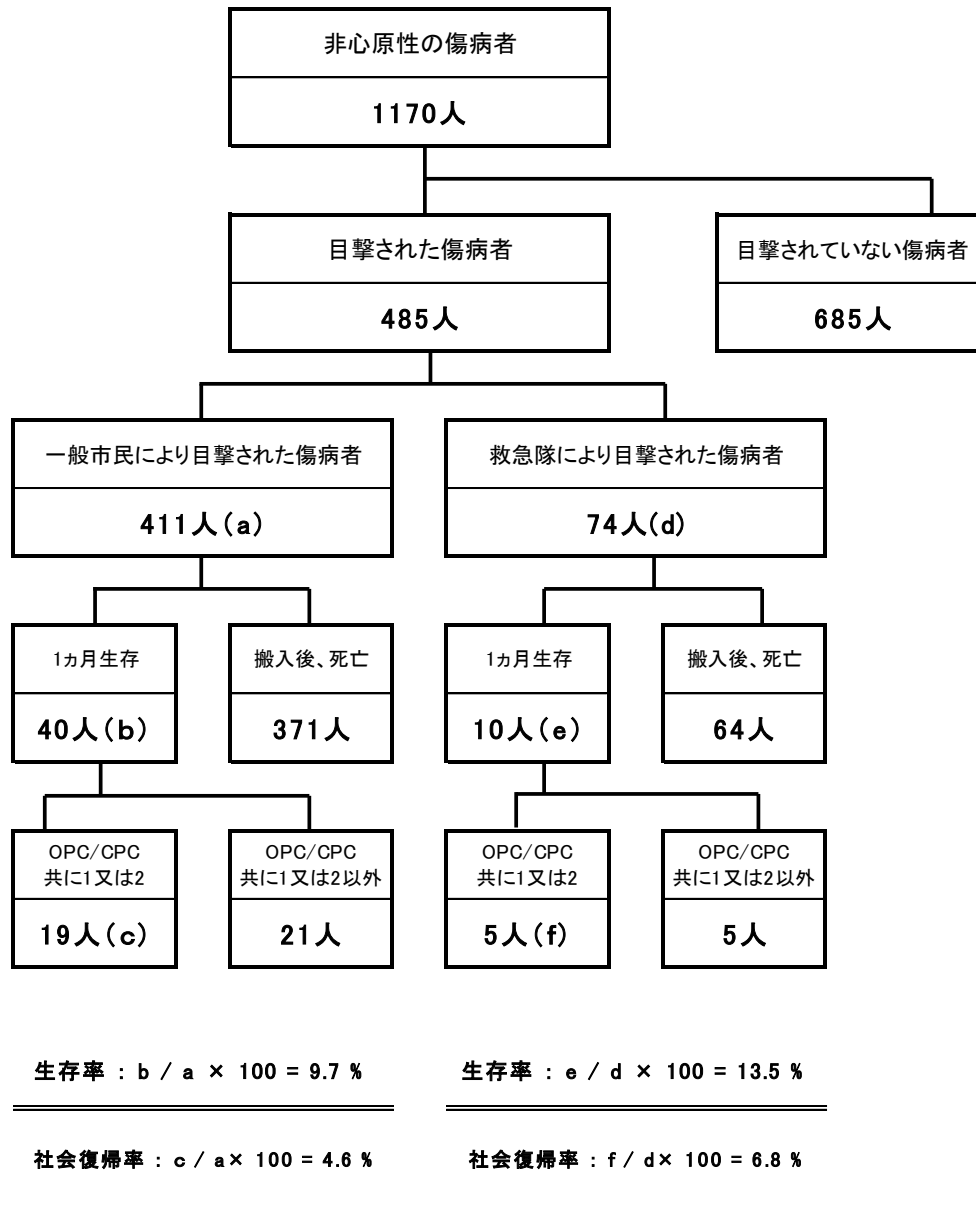 非心原性の傷病者
1170人
目撃された傷病者
目撃されていない傷病者
485人
685人
一般市民により目撃された傷病者
救急隊により目撃された傷病者
411人(a)
74人(d)
1ヵ月生存
搬入後、死亡
1ヵ月生存
搬入後、死亡
40人(b)
371人
10人(e)
64人
OPC/CPC
共に1又は2
OPC/CPC
共に1又は2以外
OPC/CPC
共に1又は2
OPC/CPC
共に1又は2以外
19人(c)
21人
5人(f)
5人
生存率 : b / a × 100 = 9.7 %
生存率 : e / d × 100 = 13.5 %
社会復帰率 : c / a× 100 = 4.6 %
社会復帰率 : f / d× 100 = 6.8 %